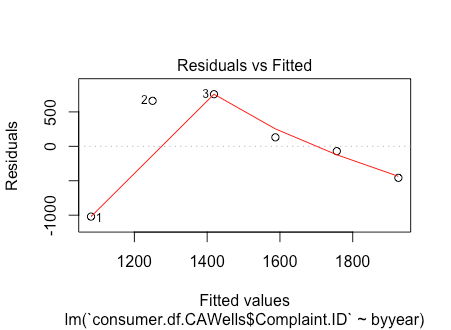 Residuals vs Fitted
Residuals
500
0
-1000
2
3
1
1200 1400 1600 1800
Fitted values
lm(`consumer.df.CAWells$Complaint.ID` ~ byyear)